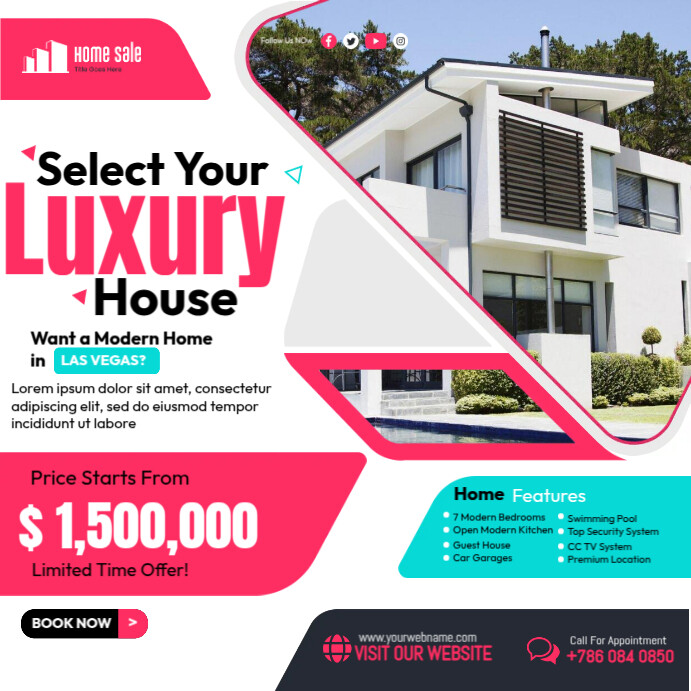 HOME SALE
Title Goes Here
Follow Us NOw
Select Your
Luxury
House
Want a Modern Home
in LAS VEGAS?
Lorem ipsum dolor sit amet, consectetur
adipiscing elit, sed do eiusmod tempor
incididunt ut labore
Price Starts From
$ 1,500,000
Limited Time Offer!
BOOK NOW >
Home Features
7 Modern Bedrooms
Open Modern Kitchen
Guest House
Car Garages
Swimming Pool
Top Security System
CC TV System
Premium Location
www.yourwebname.com
VISIT OUR WEBSITE
Call For Appointment
+786 084 0850